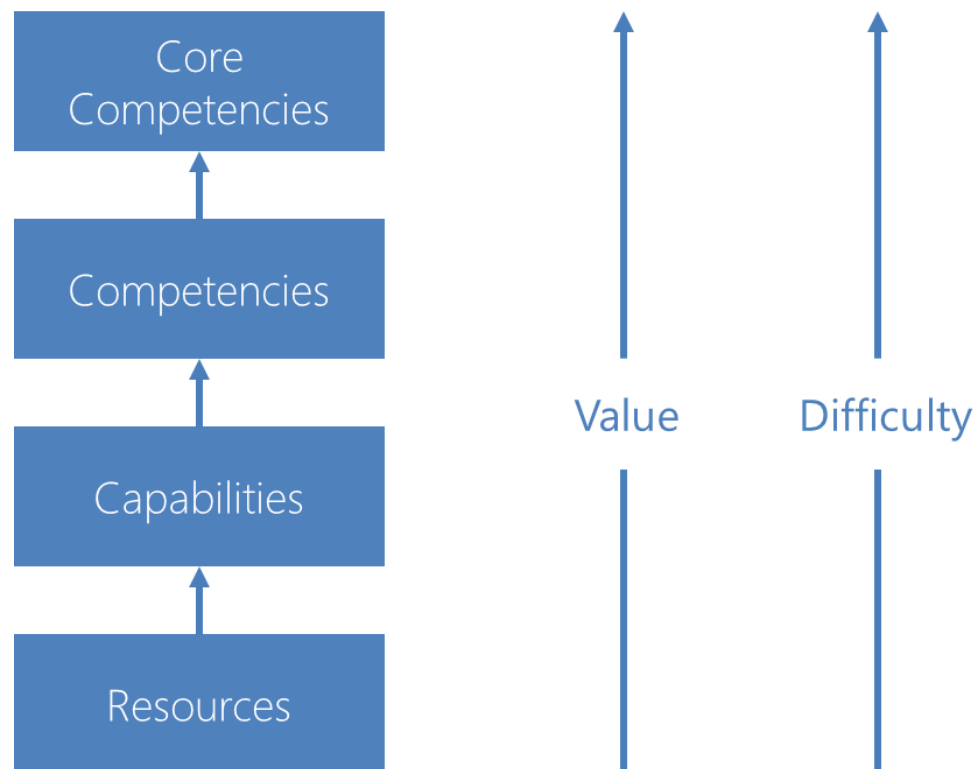 Core
Competencies
Competencies
Value
Difficulty
Capabilities
Resources